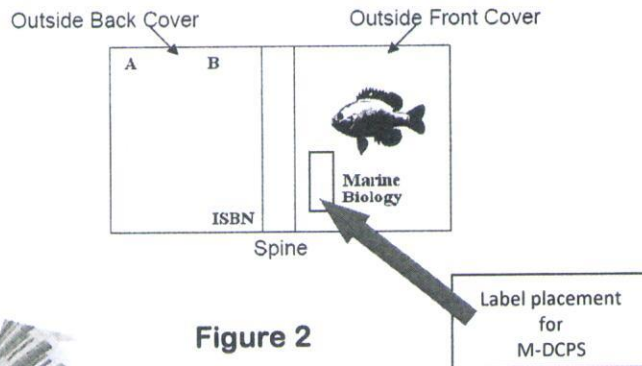 Outside Back Cover
Outside Front Cover
A B
Marine
Biology
ISBN
Spine
Label placement
for
M-DCPS
Figure 2